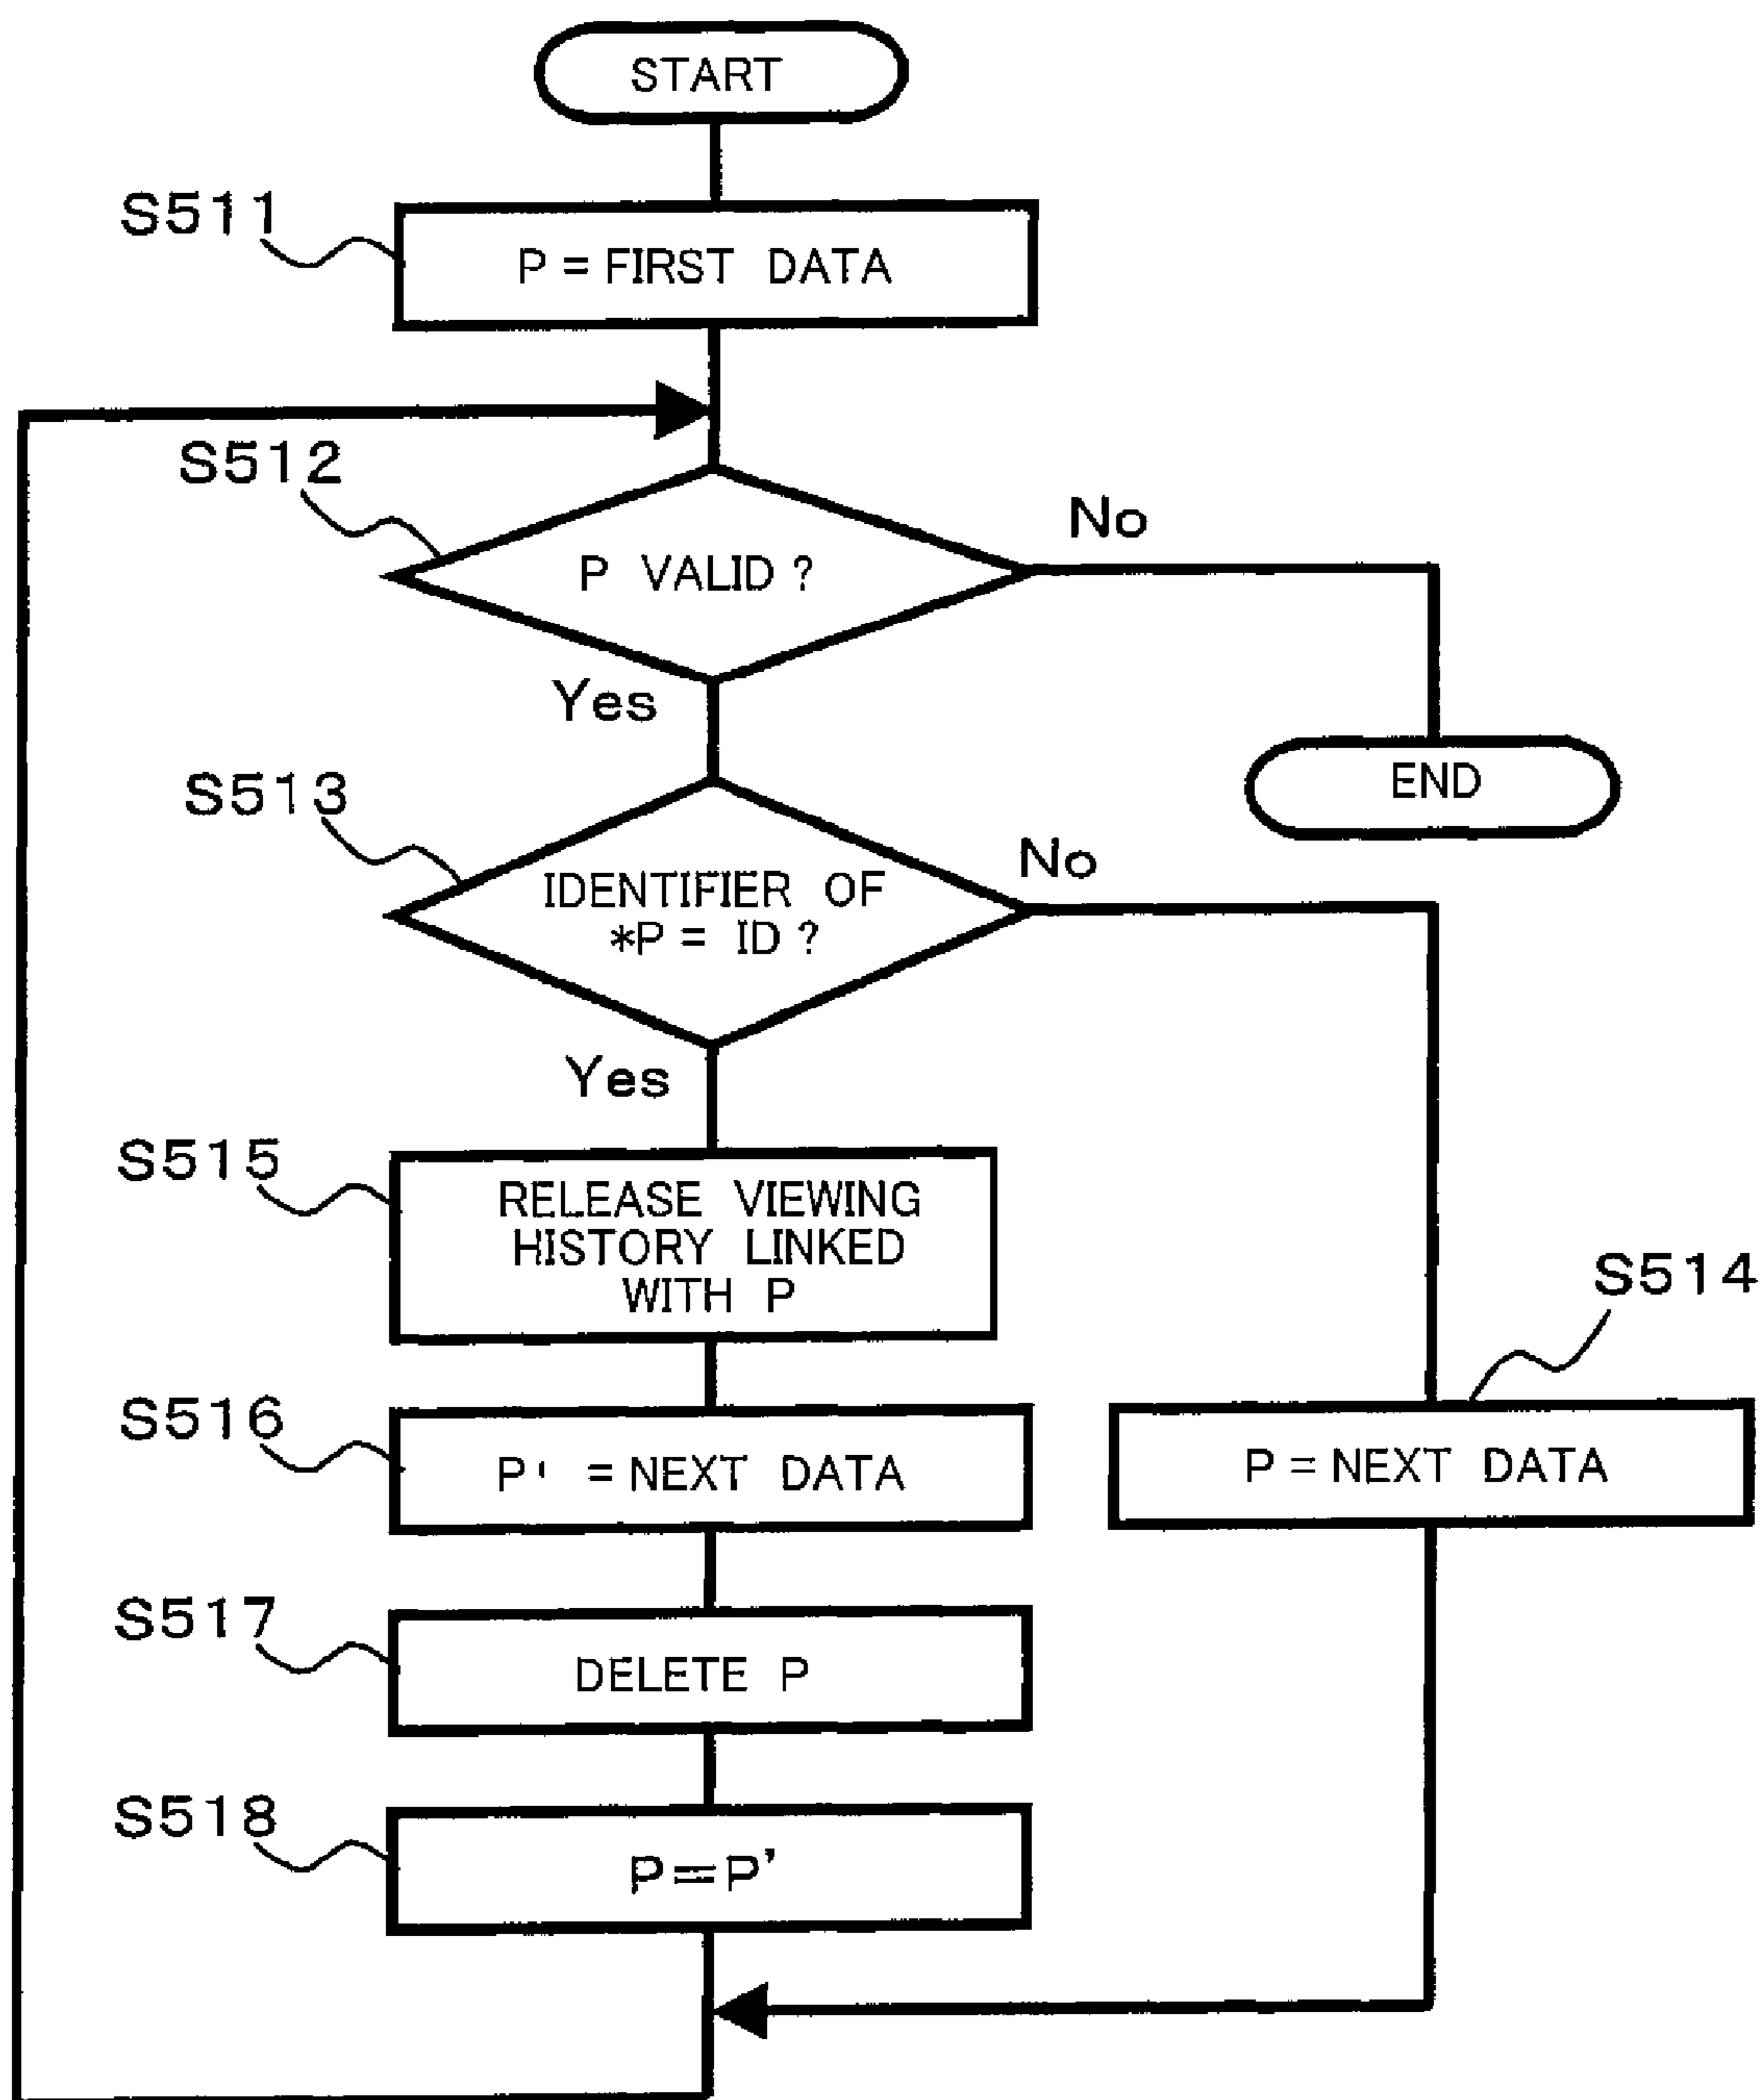 START
S511
P = FIRST DATA
S512
No
P VALID ?
Yes
END
S513
No
IDENTIFIER OF
*P = ID ?
Yes
S515
RELEASE VIEWING
HISTORY LINKED
WITH P
S514
S516
P' = NEXT DATA
P = NEXT DATA
S517
DELETE P
S518
P=P'